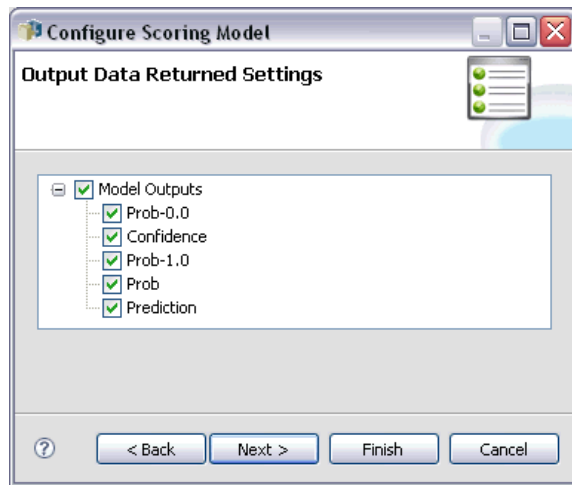 Configure Scoring Model
Output Data Returned Settings
Model Outputs
Prob-0.0
Confidence
Prob-1.0
Prob
Prediction
? < Back Next > Finish Cancel